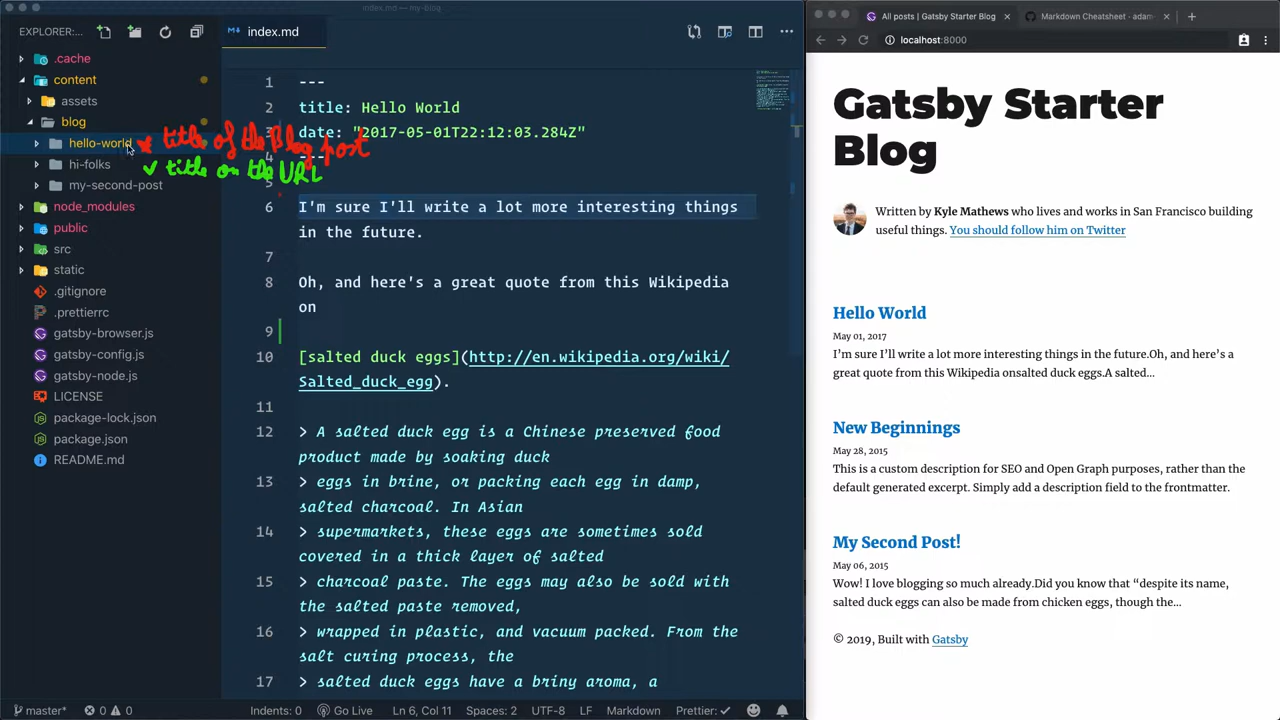 index.md — my-blog
EXPLORER:...
index.md
.cache
content
assets
blog
hello-world
hi-folks
my-second-post
node_modules
public
src
static
.gitignore
.prettierrc
gatsby-browser.js
gatsby-config.js
gatsby-node.js
LICENSE
package-lock.json
package.json
README.md
x title of the Blog post
✓ title on the URL
1 ---
2 title: Hello World
3 date: "2017-05-01T22:12:03.284Z"
4 ---
5
6 I'm sure I'll write a lot more interesting things
in the future.
7
8 Oh, and here's a great quote from this Wikipedia
on
9
10 [salted duck eggs](http://en.wikipedia.org/wiki/
Salted_duck_egg).
11
12 > A salted duck egg is a Chinese preserved food
product made by soaking duck
13 > eggs in brine, or packing each egg in damp,
salted charcoal. In Asian
14 > supermarkets, these eggs are sometimes sold
covered in a thick layer of salted
15 > charcoal paste. The eggs may also be sold with
the salted paste removed,
16 > wrapped in plastic, and vacuum packed. From the
salt curing process, the
17 > salted duck eggs have a briny aroma, a
master* 0 0 Indents: 0 Go Live Ln 6, Col 11 Spaces: 2 UTF-8 LF Markdown Prettier: ✓
All posts | Gatsby Starter Blog
Markdown Cheatsheet · adam
localhost:8000
Gatsby Starter
Blog
Written by Kyle Mathews who lives and works in San Francisco building
useful things. You should follow him on Twitter
Hello World
May 01, 2017
I'm sure I'll write a lot more interesting things in the future.Oh, and here's a
great quote from this Wikipedia onsalted duck eggs.A salted…
New Beginnings
May 28, 2015
This is a custom description for SEO and Open Graph purposes, rather than the
default generated excerpt. Simply add a description field to the frontmatter.
My Second Post!
May 06, 2015
Wow! I love blogging so much already.Did you know that “despite its name,
salted duck eggs can also be made from chicken eggs, though the…
© 2019, Built with Gatsby